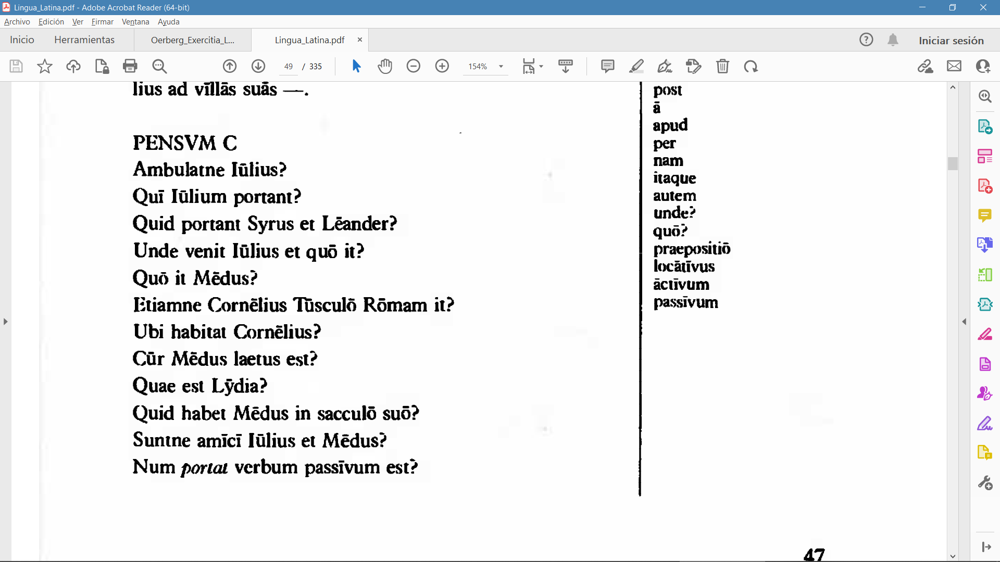 Lingua_Latina.pdf - Adobe Acrobat Reader (64-bit)
Archivo Edición Ver Firmar Ventana Ayuda
Inicio Herramientas Oerberg_Exercitia_L... Lingua_Latina.pdf Iniciar sesión
49 / 335 154%
lius ad vīllās suās —.
PENSVM C
Ambulatne Iūlius?
Quī Iūlium portant?
Quid portant Syrus et Lēander?
Unde venit Iūlius et quō it?
Quō it Mēdus?
Etiamne Cornēlius Tūsculō Rōmam it?
Ubi habitat Cornēlius?
Cūr Mēdus laetus est?
Quae est Lȳdia?
Quid habet Mēdus in sacculō suō?
Suntne amīcī Iūlius et Mēdus?
Num portat verbum passīvum est?
post
ā
apud
per
nam
itaque
autem
unde?
quō?
praepositiō
locātīvus
āctīvum
passīvum
47